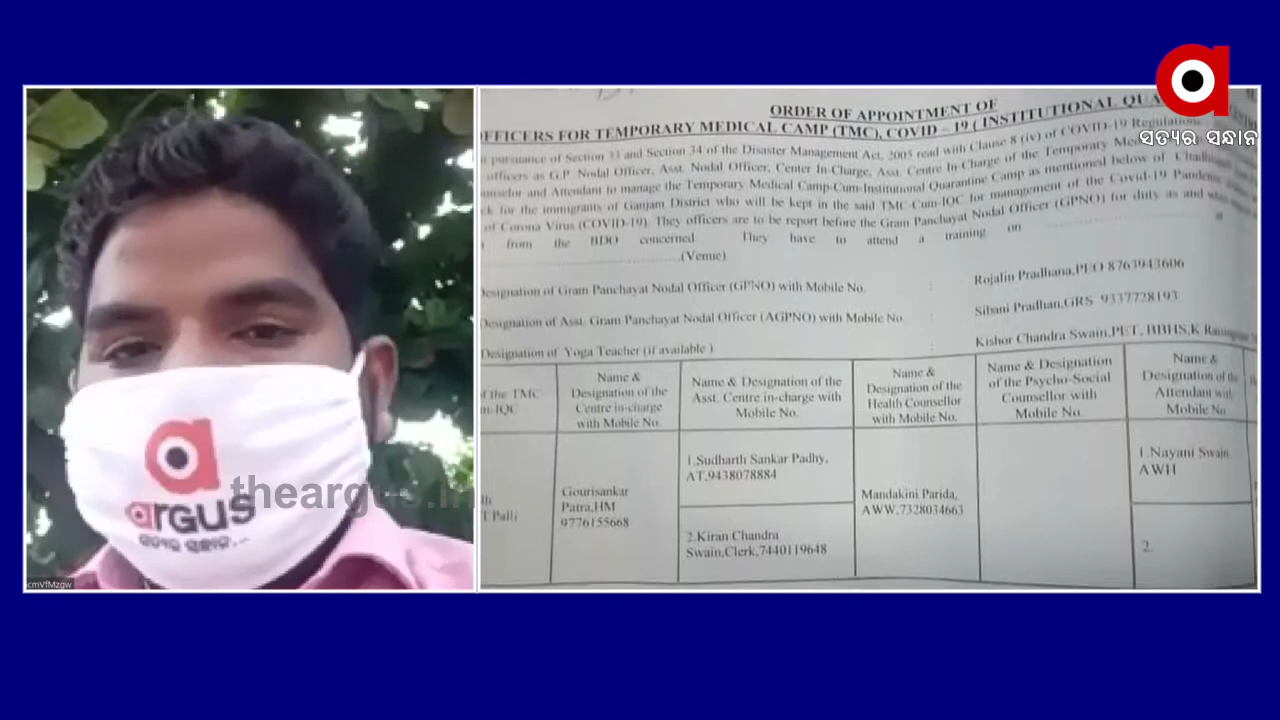 ସତ୍ୟର ସନ୍ଧାନ
ORDER OF APPOINTMENT OF
OFFICERS FOR TEMPORARY MEDICAL CAMP (TMC), COVID – 19 ( INSTITUTIONAL QUA
pursuance of Section 33 and Section 34 of the Disaster Management Act, 2005 read with Clause 8 (iv) of COVID-19 Regulation
officers as G.P. Nodal Officer, Asst. Nodal Officer, Center In-Charge, Asst. Centre In-Charge of the Temporary Med
unselor and Attendant to manage the Temporary Medical Camp-Cum-Institutional Quarantine Camp as mentioned below of
k for the immigrants of Ganjam District who will be kept in the said TMC-Cum-IQC for management of the Covid-19 Pandemic
of Corona Virus (COVID-19). They officers are to be report before the Gram Panchayat Nodal Officer (GPNO) for duty as and
from the BDO concerned They have to attend a training on
(Venue)
Designation of Gram Panchayat Nodal Officer (GPNO) with Mobile No. : Rojalin Pradhana,PEO 8763943606
Designation of Asst. Gram Panchayat Nodal Officer (AGPNO) with Mobile No. : Sibani Pradhan,GRS 9337728193
Designation of Yoga Teacher (if available ) : Kishor Chandra Swain,PET, BBHS,K
of the TMC-
m-IQC
Name &
Designation of the
Centre in-charge
with Mobile No.
Name & Designation of the
Asst. Centre in-charge with
Mobile No.
Name &
Designation of the
Health Counsellor
with Mobile No.
Name & Designation
of the Psycho-Social
Counsellor with
Mobile No.
Name &
Designation of the
Attendant with
Mobile No.
Palli
Gourisankar
Patra,HM
9776155668
1.Sudharth Sankar Padhy,
AT.9438078884
2.Kiran Chandra
Swain,Clerk,7440119648
Mandakini Parida,
AWW,7328034663
1.Nayani Swain
AWH
2.
argus
ସତ୍ୟର ସନ୍ଧାନ...
theargus.in
cmVfMzgw